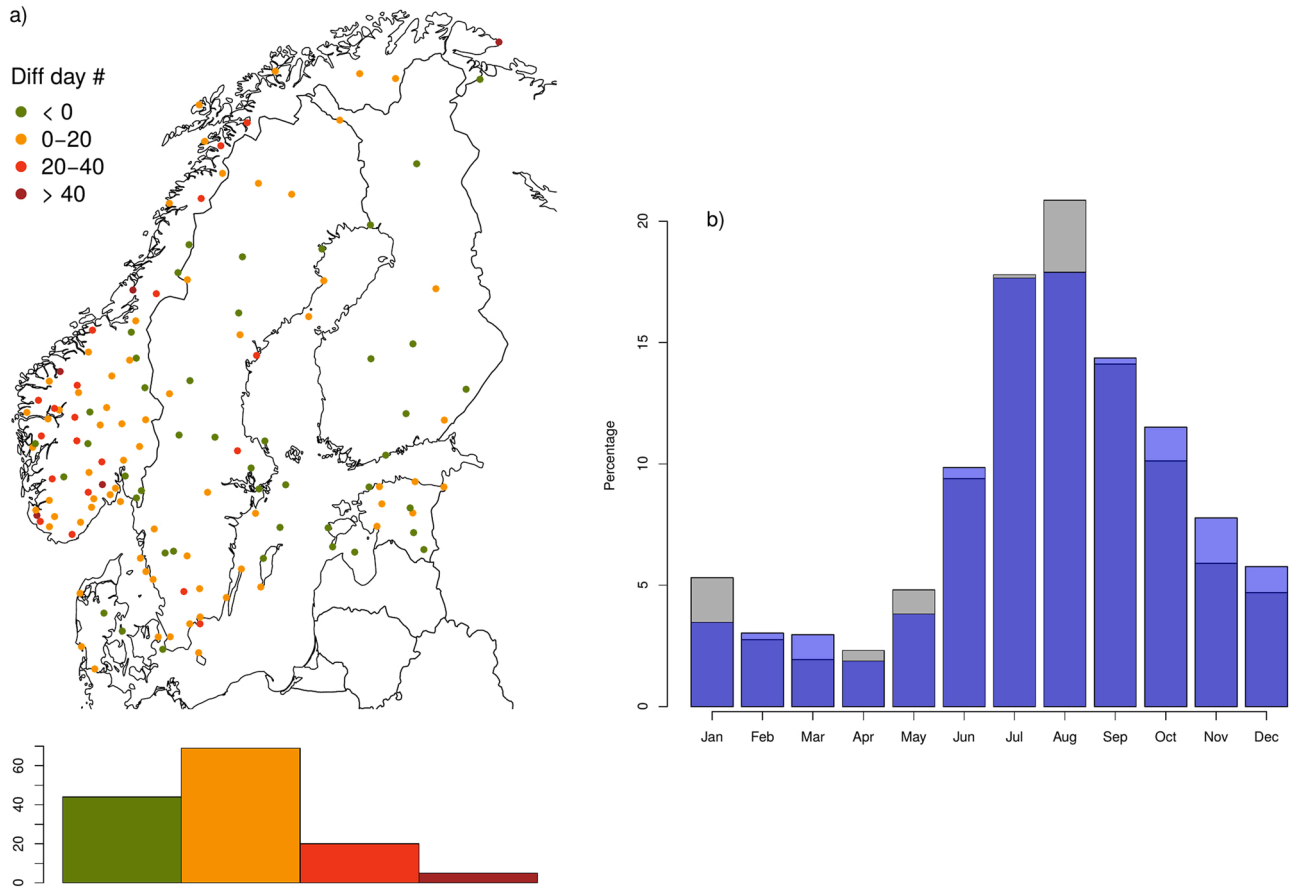 a)
Diff day #
< 0
0–20
20–40
> 40
0 20 40 60
b)
Percentage
0 5 10 15 20
Jan Feb Mar Apr May Jun Jul Aug Sep Oct Nov Dec